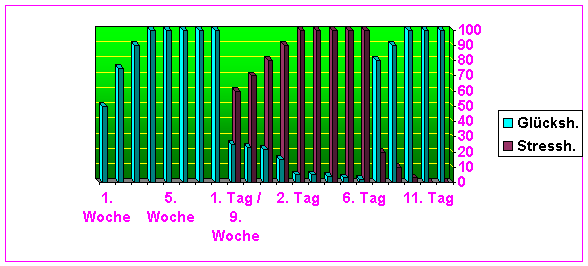 100
90
80
70
60
50
40
30
20
10
0
Glücksh.
Stressh.
1. Woche
5. Woche
1. Tag / 9. Woche
2. Tag
6. Tag
11. Tag